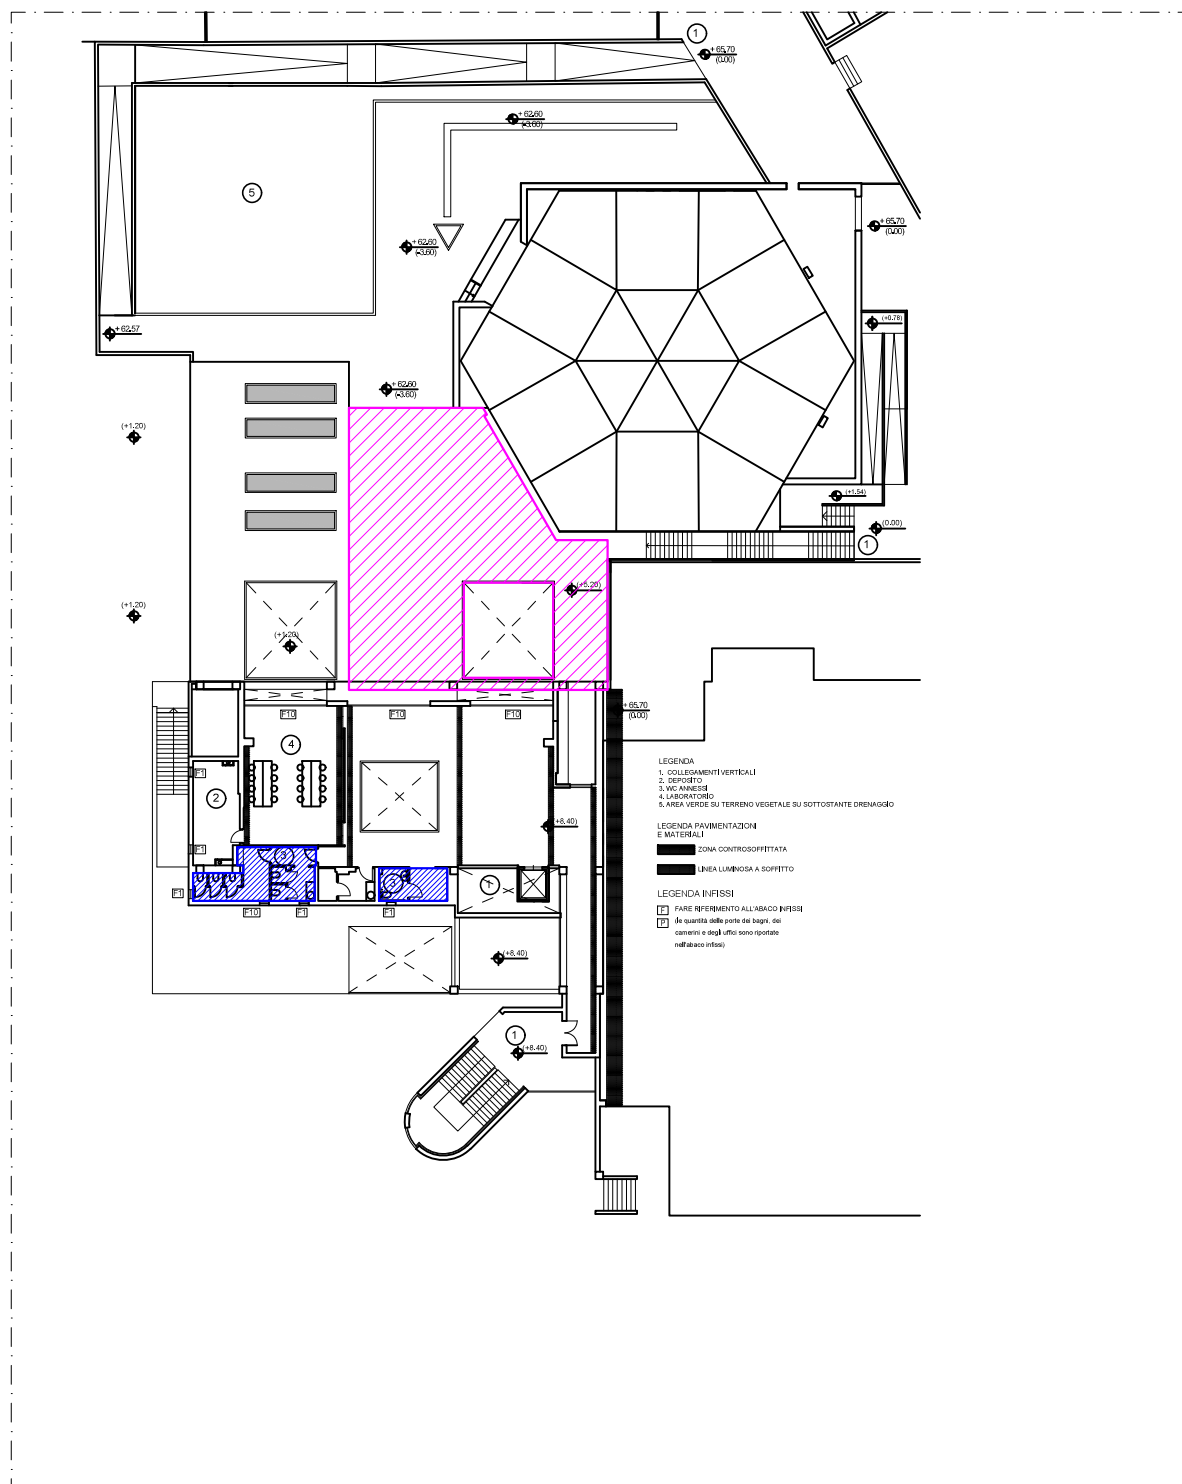 1
+ 65.70
(0.00)
+ 62.60
(-3.60)
5
+ 65.70
(0.00)
+ 62.60
(-3.60)
(+0.78)
+ 62.57
+ 62.60
(-3.60)
(+1.20)
(+1.54)
(0.00)
1
(+5.20)
(+1.20)
(+1.20)
+ 65.70
(0.00)
F10
F10
F10
4
LEGENDA
1. COLLEGAMENTI VERTICALI
2. DEPOSITO
3. WC ANNESSI
4. LABORATORIO
5. AREA VERDE SU TERRENO VEGETALE SU SOTTOSTANTE DRENAGGIO
F1
2
(+8.40)
LEGENDA PAVIMENTAZIONI
E MATERIALI
ZONA CONTROSOFFITTATA
LINEA LUMINOSA A SOFFITTO
F1
3
3
1
F1
F10
F1
F1
LEGENDA INFISSI
F FARE RIFERIMENTO ALL'ABACO INFISSI
P (le quantità delle porte dei bagni, dei
camerini e degli uffici sono riportate
nell'abaco infissi)
(+8.40)
1
(+8.40)